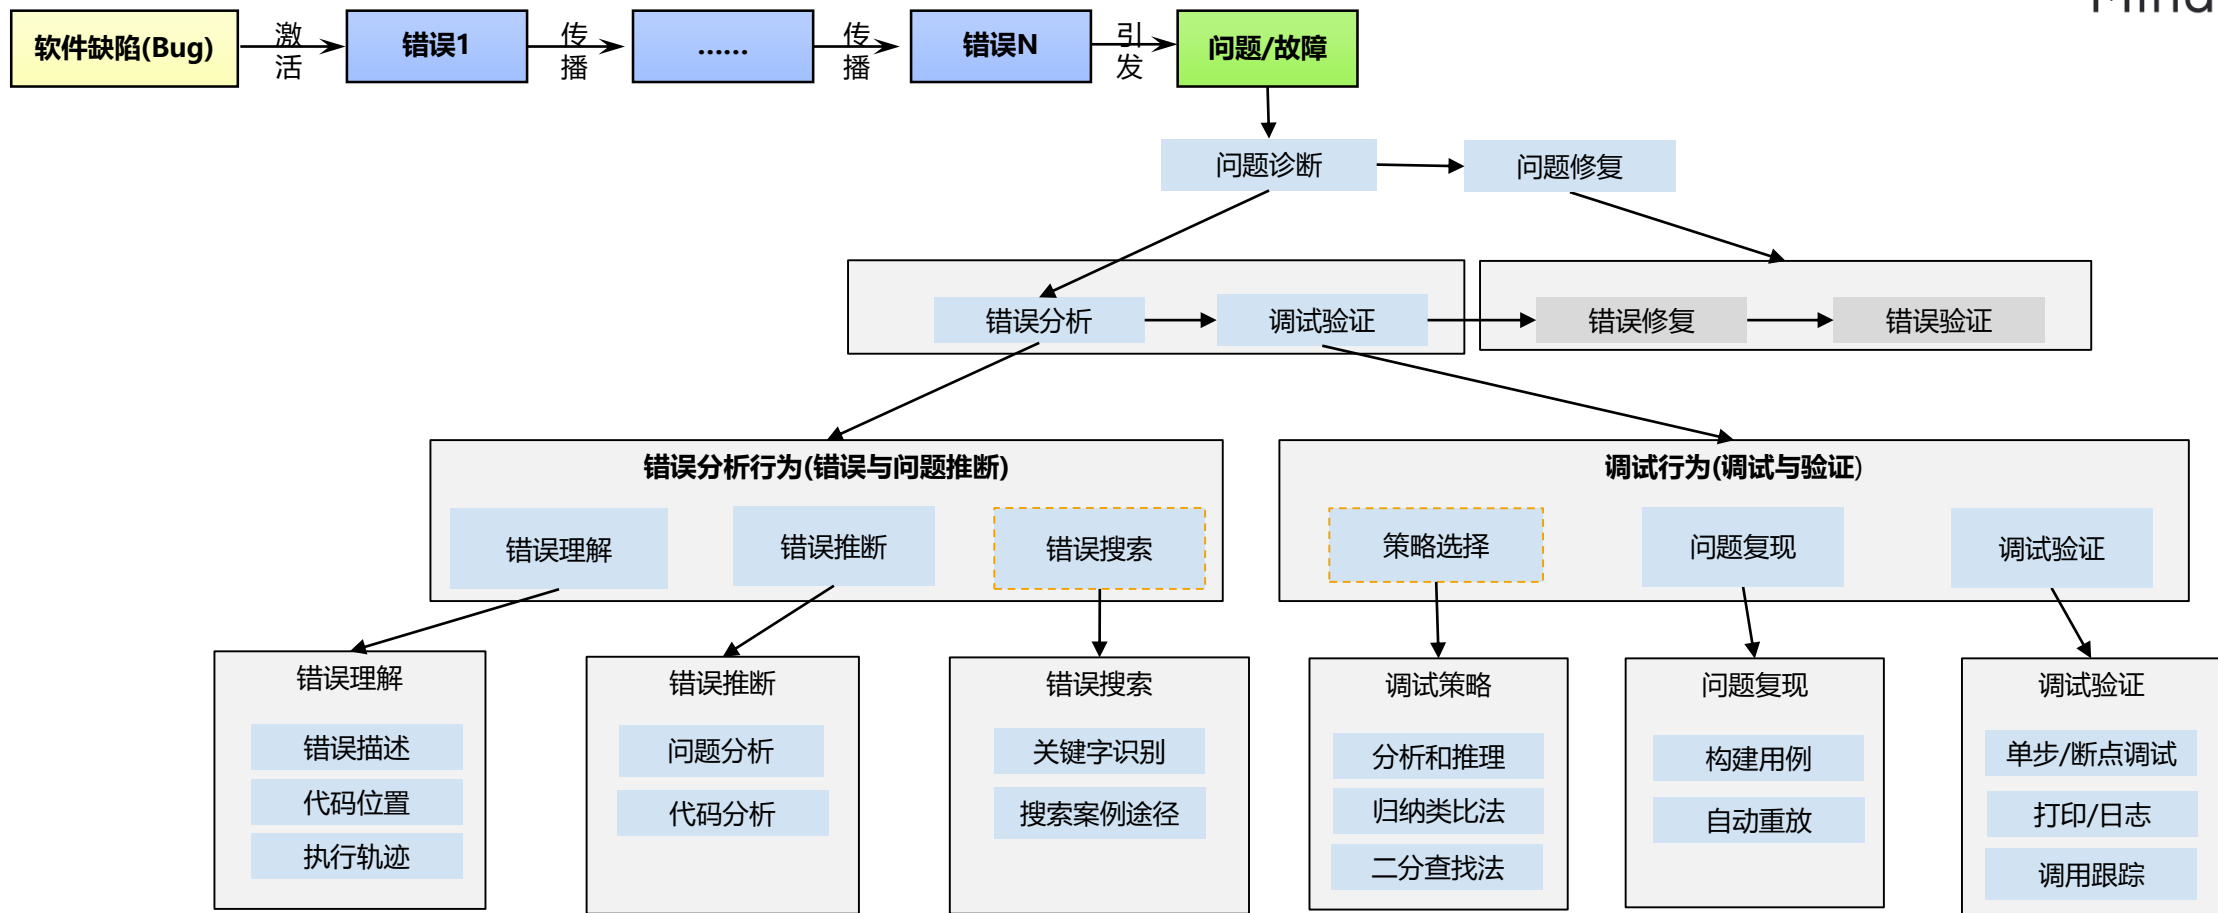 Mind
软件缺陷(Bug)
激活
错误1
传播
……
传播
错误N
引发
问题/故障
问题诊断
问题修复
错误分析
调试验证
错误修复
错误验证
错误分析行为(错误与问题推断)
调试行为(调试与验证)
错误理解
错误推断
错误搜索
策略选择
问题复现
调试验证
错误理解
错误描述
代码位置
执行轨迹
错误推断
问题分析
代码分析
错误搜索
关键字识别
搜索案例途径
调试策略
分析和推理
归纳类比法
二分查找法
问题复现
构建用例
自动重放
调试验证
单步/断点调试
打印/日志
调用跟踪